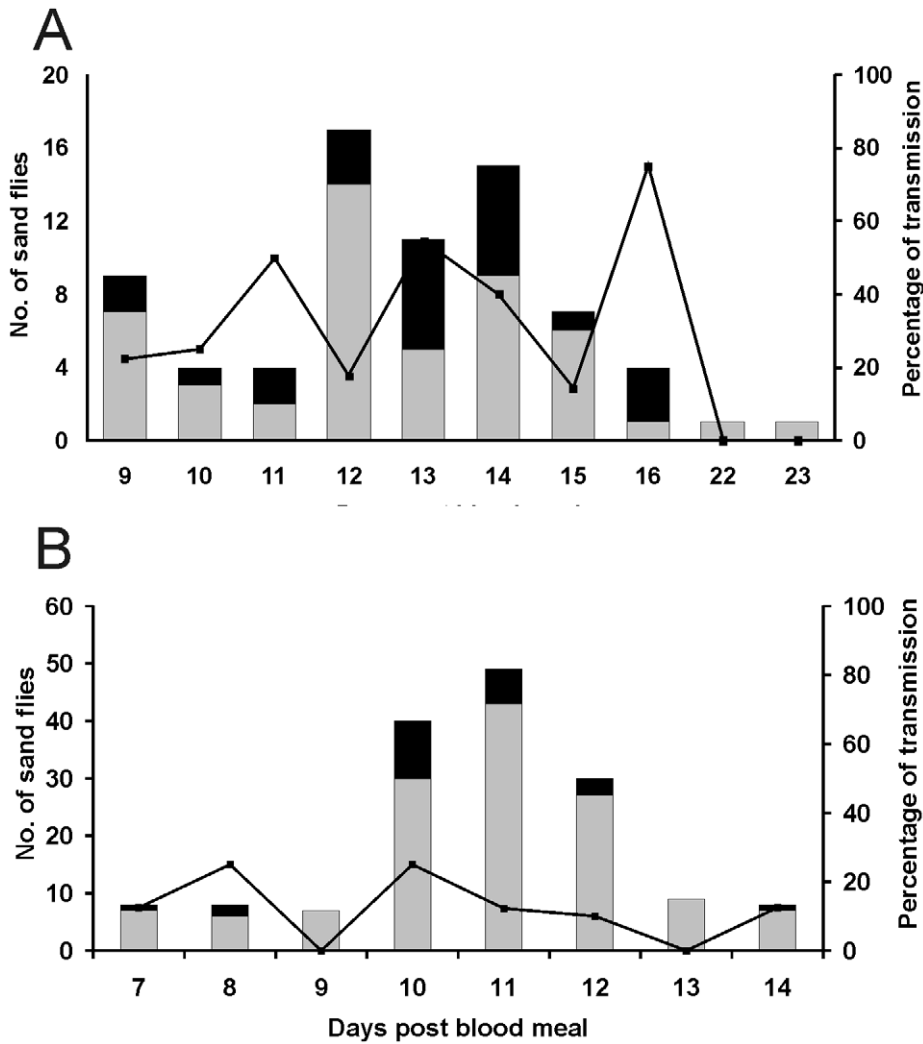 A
20
16
12
8
4
0
No. of sand flies
100
80
60
40
20
0
Percentage of transmission
9 10 11 12 13 14 15 16 22 23
B
60
50
40
30
20
10
0
No. of sand flies
100
80
60
40
20
0
Percentage of transmission
7 8 9 10 11 12 13 14
Days post blood meal